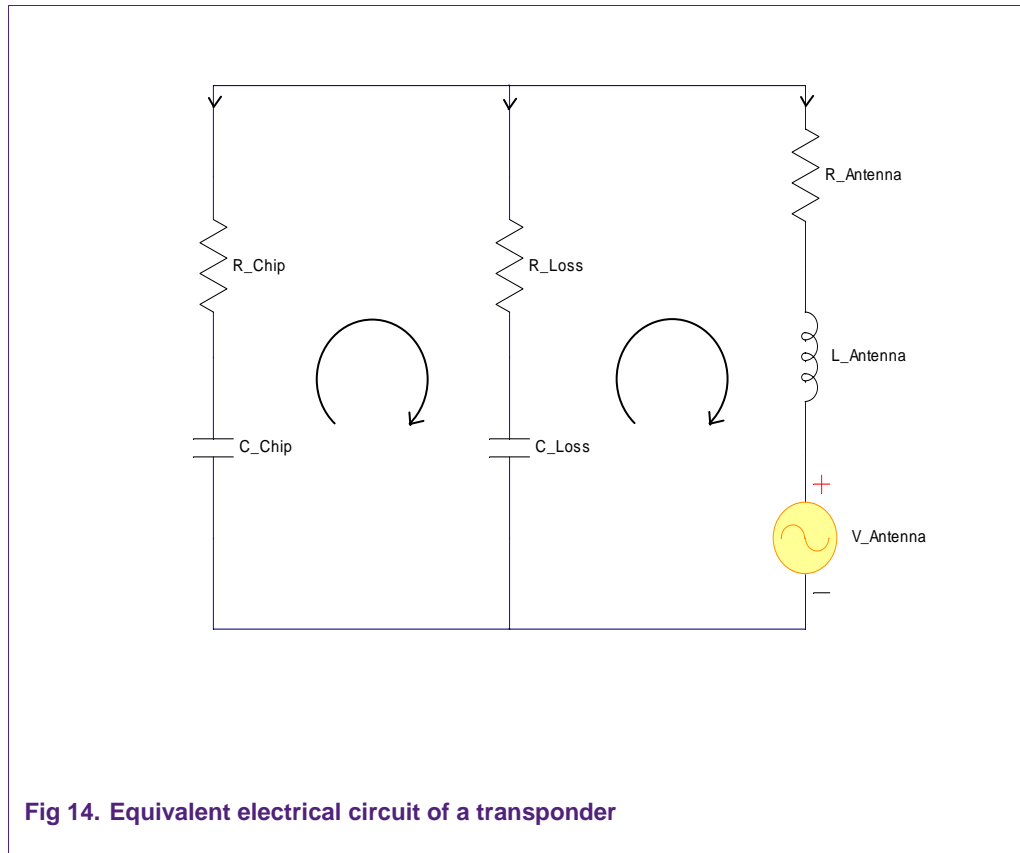 R_Antenna
R_Chip
R_Loss
L_Antenna
C_Chip
C_Loss
+
V_Antenna
–
Fig 14. Equivalent electrical circuit of a transponder